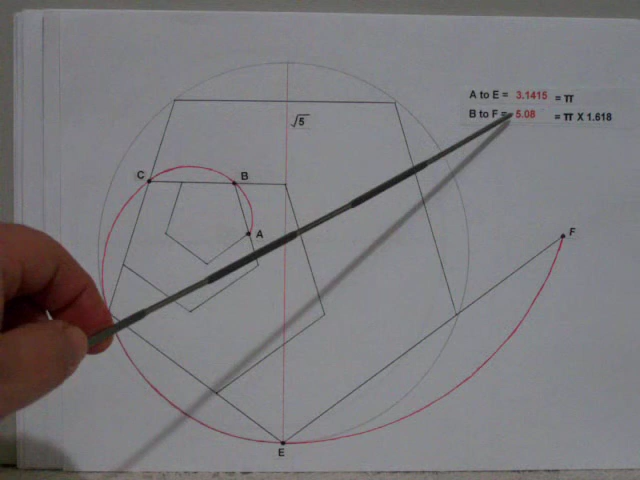 A to E = 3.1415 = π
B to F = 5.08 = π X 1.618
√5
C
B
A
F
E